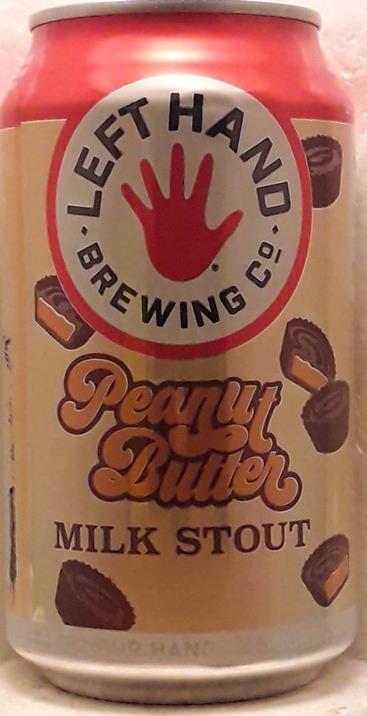 LEFT HAND
BREWING Cº
Peanut
Butter
MILK STOUT